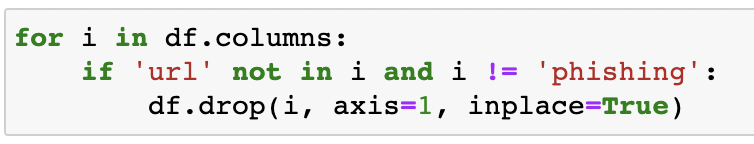 for i in df.columns:
    if 'url' not in i and i != 'phishing':
        df.drop(i, axis=1, inplace=True)